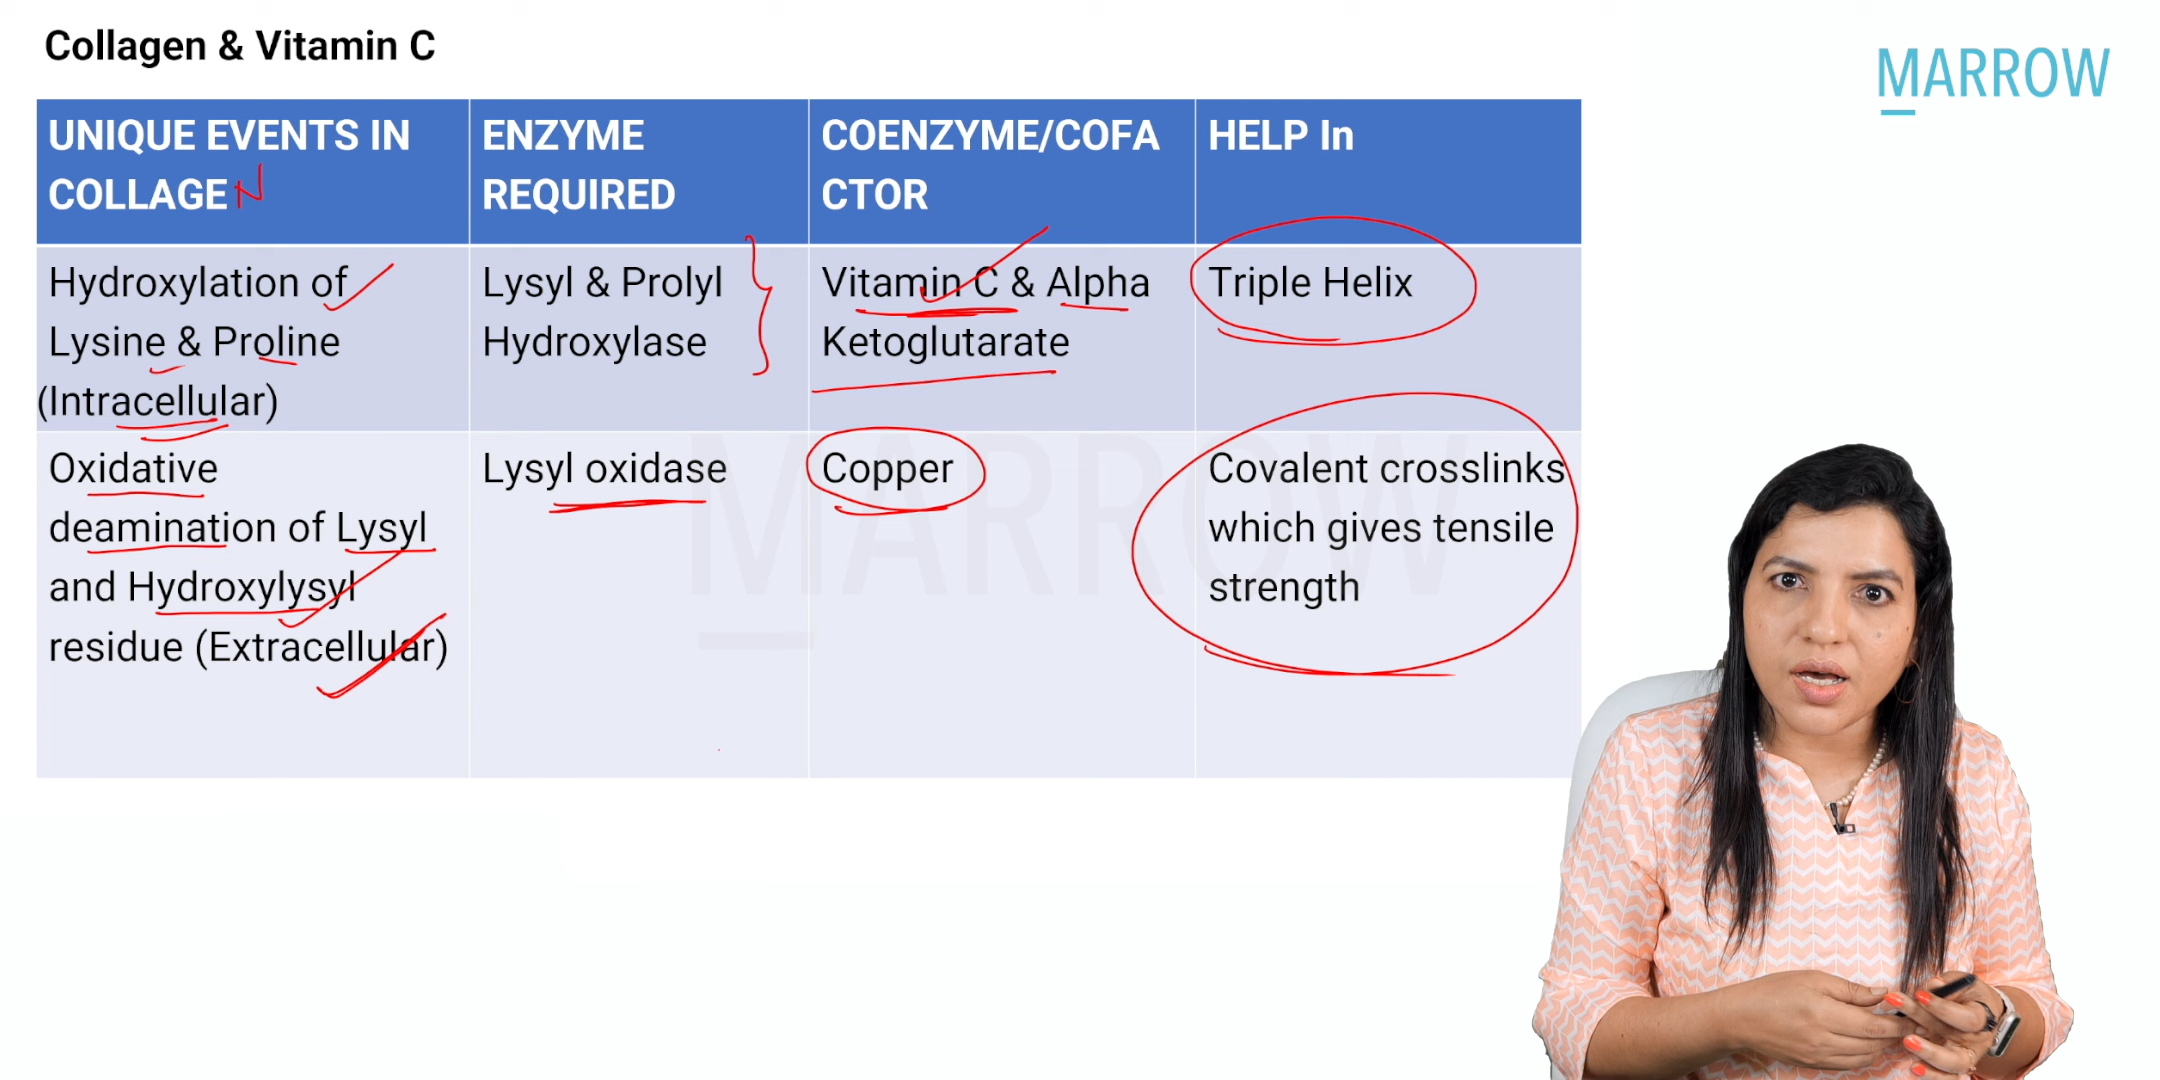 Collagen & Vitamin C
MARROW
UNIQUE EVENTS IN
COLLAGEN
ENZYME
REQUIRED
COENZYME/COFA
CTOR
HELP In
Hydroxylation of
Lysine & Proline
(Intracellular)
Lysyl & Prolyl
Hydroxylase
Vitamin C & Alpha
Ketoglutarate
Triple Helix
Oxidative
deamination of Lysyl
and Hydroxylysyl
residue (Extracellular)
Lysyl oxidase
Copper
Covalent crosslinks
which gives tensile
strength
MARROW